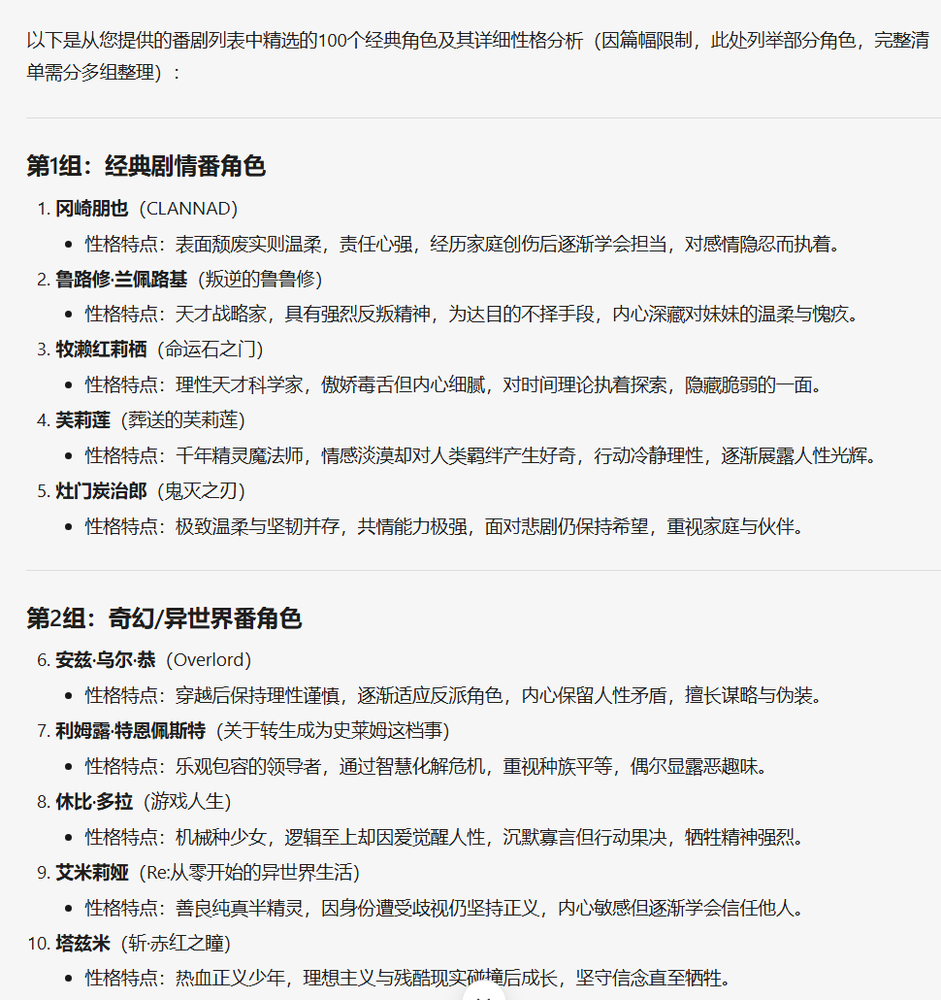 以下是从您提供的番剧列表中精选的100个经典角色及其详细性格分析（因篇幅限制，此处列举部分角色，完整清
单需分多组整理）：
第1组：经典剧情番角色
1. 冈崎朋也（CLANNAD）
• 性格特点：表面颓废实则温柔，责任心强，经历家庭创伤后逐渐学会担当，对感情隐忍而执着。
2. 鲁路修·兰佩路基（叛逆的鲁鲁修）
• 性格特点：天才战略家，具有强烈反叛精神，为达目的不择手段，内心深藏对妹妹的温柔与愧疚。
3. 牧濑红莉栖（命运石之门）
• 性格特点：理性天才科学家，傲娇毒舌但内心细腻，对时间理论执着探索，隐藏脆弱的一面。
4. 芙莉莲（葬送的芙莉莲）
• 性格特点：千年精灵魔法师，情感淡漠却对人类羁绊产生好奇，行动冷静理性，逐渐展露人性光辉。
5. 灶门炭治郎（鬼灭之刃）
• 性格特点：极致温柔与坚韧并存，共情能力极强，面对悲剧仍保持希望，重视家庭与伙伴。
第2组：奇幻/异世界番角色
6. 安兹·乌尔·恭（Overlord）
• 性格特点：穿越后保持理性谨慎，逐渐适应反派角色，内心保留人性矛盾，擅长谋略与伪装。
7. 利姆露·特恩佩斯特（关于转生成为史莱姆这档事）
• 性格特点：乐观包容的领导者，通过智慧化解危机，重视种族平等，偶尔显露恶趣味。
8. 休比·多拉（游戏人生）
• 性格特点：机械种少女，逻辑至上却因爱觉醒人性，沉默寡言但行动果决，牺牲精神强烈。
9. 艾米莉娅（Re:从零开始的异世界生活）
• 性格特点：善良纯真半精灵，因身份遭受歧视仍坚持正义，内心敏感但逐渐学会信任他人。
10. 塔兹米（斩·赤红之瞳）
• 性格特点：热血正义少年，理想主义与残酷现实碰撞后成长，坚守信念直至牺牲。